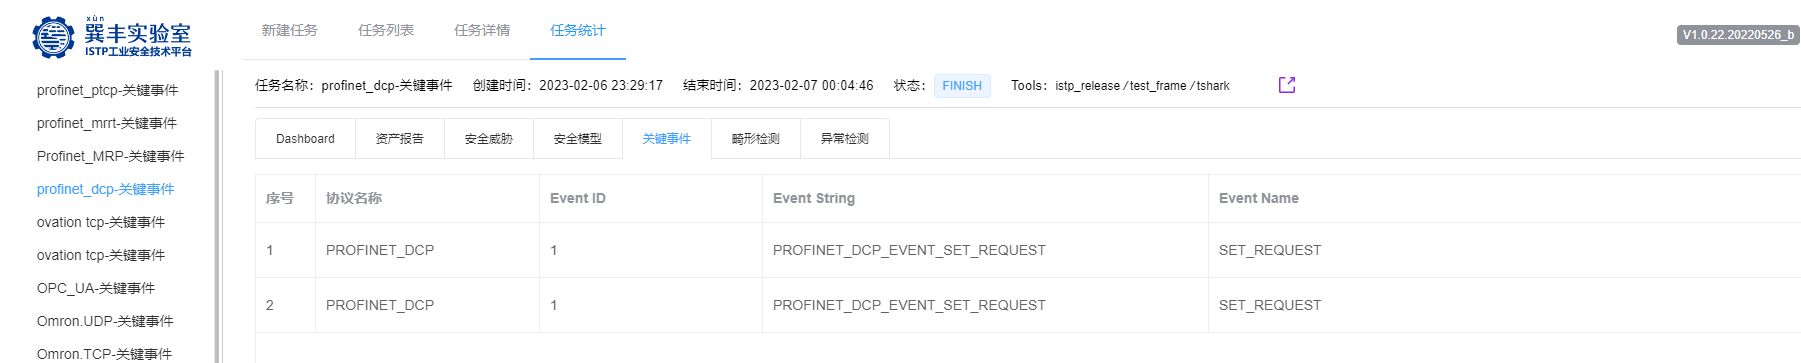 xùn
巽丰实验室
ISTP工业安全技术平台
新建任务 任务列表 任务详情 任务统计
V1.0.22.20220526_b
profinet_ptcp-关键事件
profinet_mrrt-关键事件
Profinet_MRP-关键事件
profinet_dcp-关键事件
ovation tcp-关键事件
ovation tcp-关键事件
OPC_UA-关键事件
Omron.UDP-关键事件
Omron.TCP-关键事件
任务名称：profinet_dcp-关键事件 创建时间：2023-02-06 23:29:17 结束时间：2023-02-07 00:04:46 状态： FINISH Tools：istp_release / test_frame / tshark
Dashboard 资产报告 安全威胁 安全模型 关键事件 畸形检测 异常检测
序号 协议名称 Event ID Event String Event Name
1 PROFINET_DCP 1 PROFINET_DCP_EVENT_SET_REQUEST SET_REQUEST
2 PROFINET_DCP 1 PROFINET_DCP_EVENT_SET_REQUEST SET_REQUEST